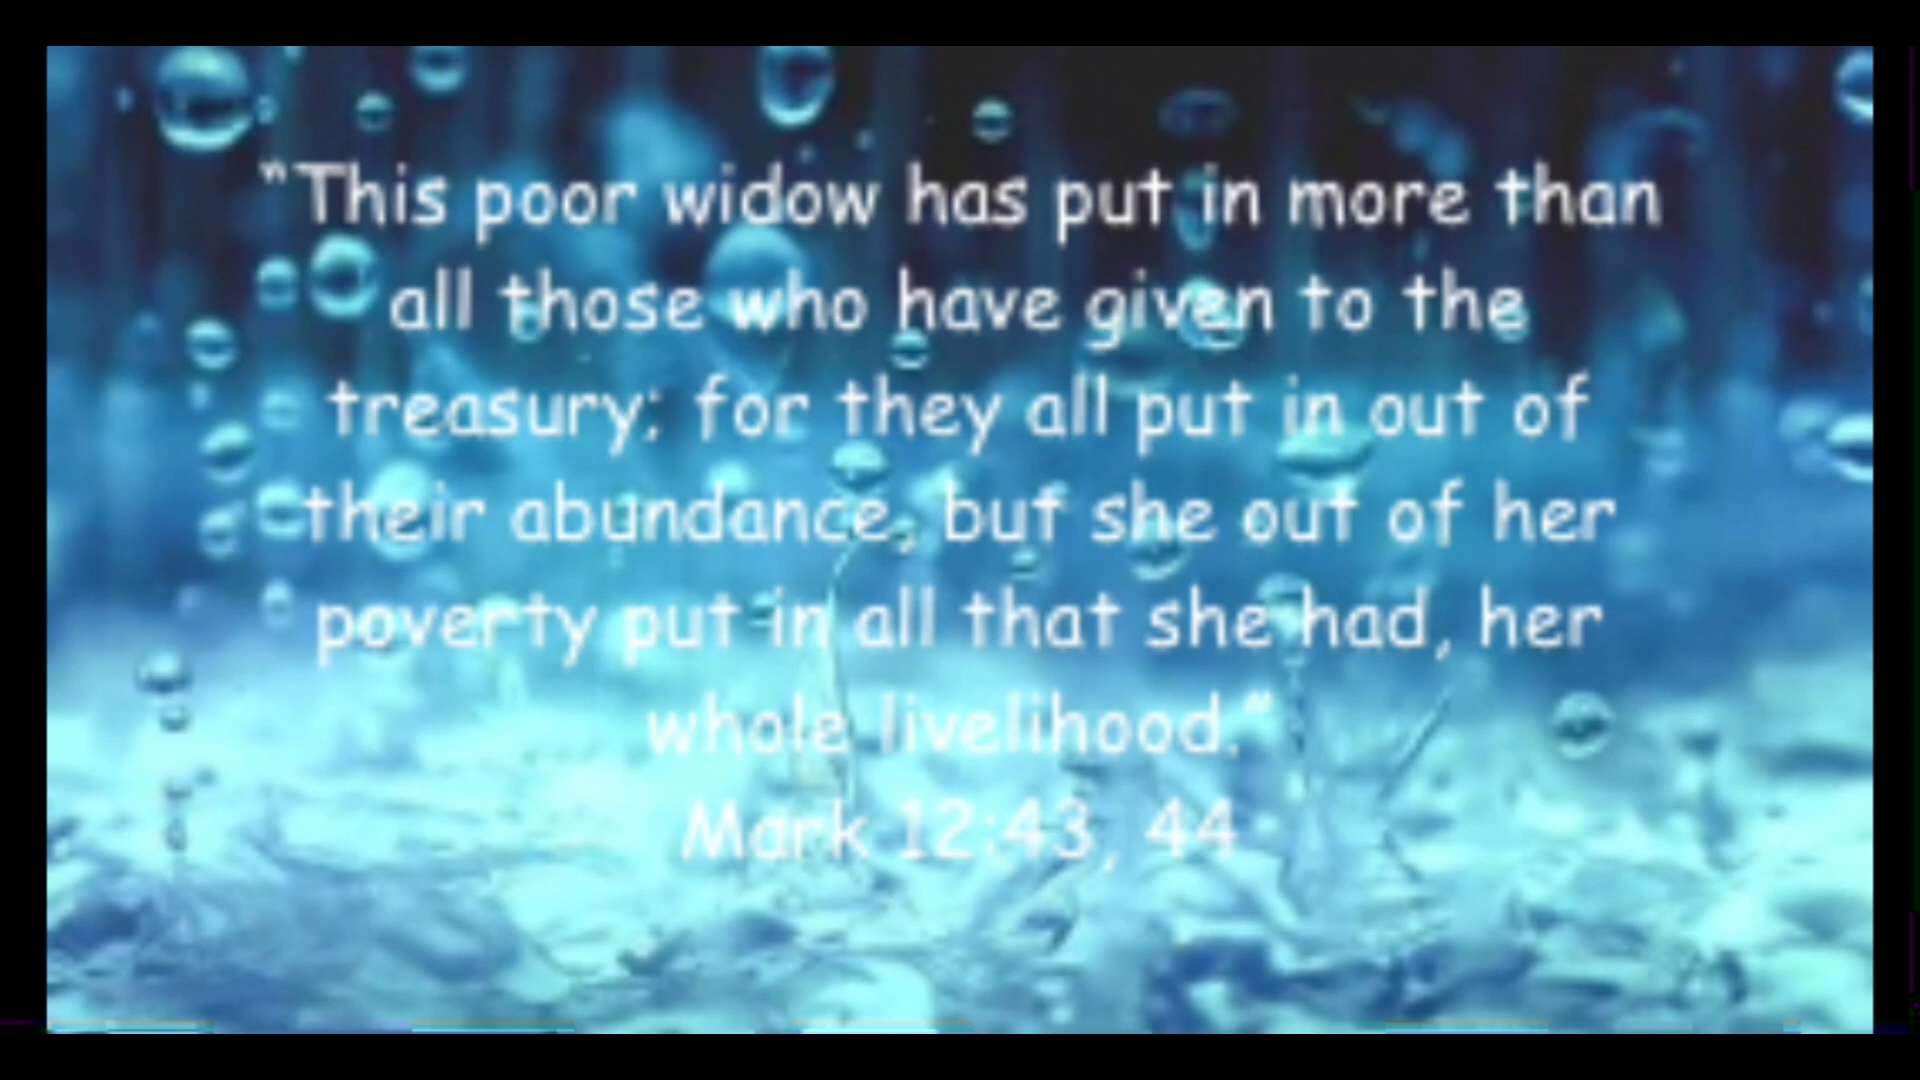 “This poor widow has put in more than
all those who have given to the
treasury; for they all put in out of
their abundance, but she out of her
poverty put in all that she had, her
whole livelihood.”
Mark 12:43, 44